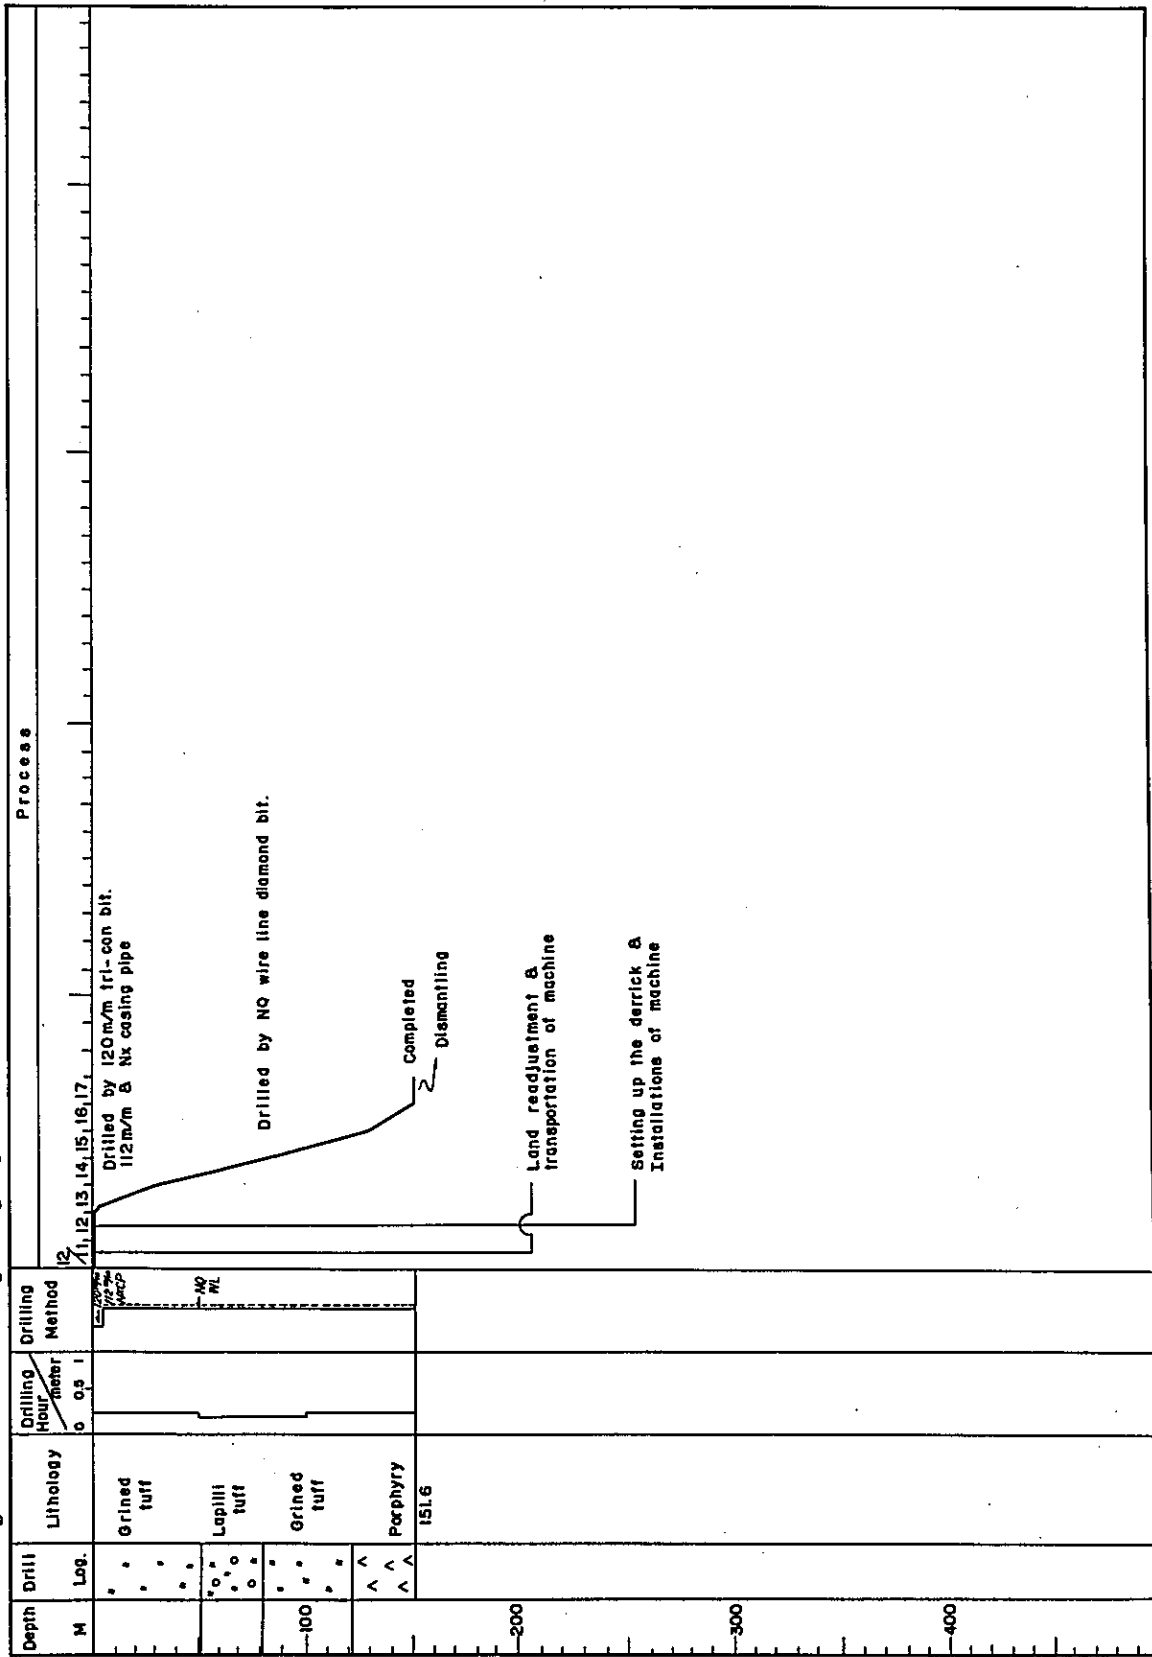 Process
Depth
M
Drill
Log.
Lithology
Drilling
Hour
meter
0 0.5 1
Drilling
Method
12/
11, 12, 13, 14, 15, 16, 17,
112 m/m
NQ
WL
Drilled by 120m/m tri-con bit.
112m/m & Nx casing pipe
Drilled by NQ wire line diamond bit.
Completed
Dismantling
Land readjustment &
transportation of machine
Setting up the derrick &
Installations of machine
Grined
tuff
Lapilli
tuff
Grined
tuff
Porphyry
151.6
100
200
300
400